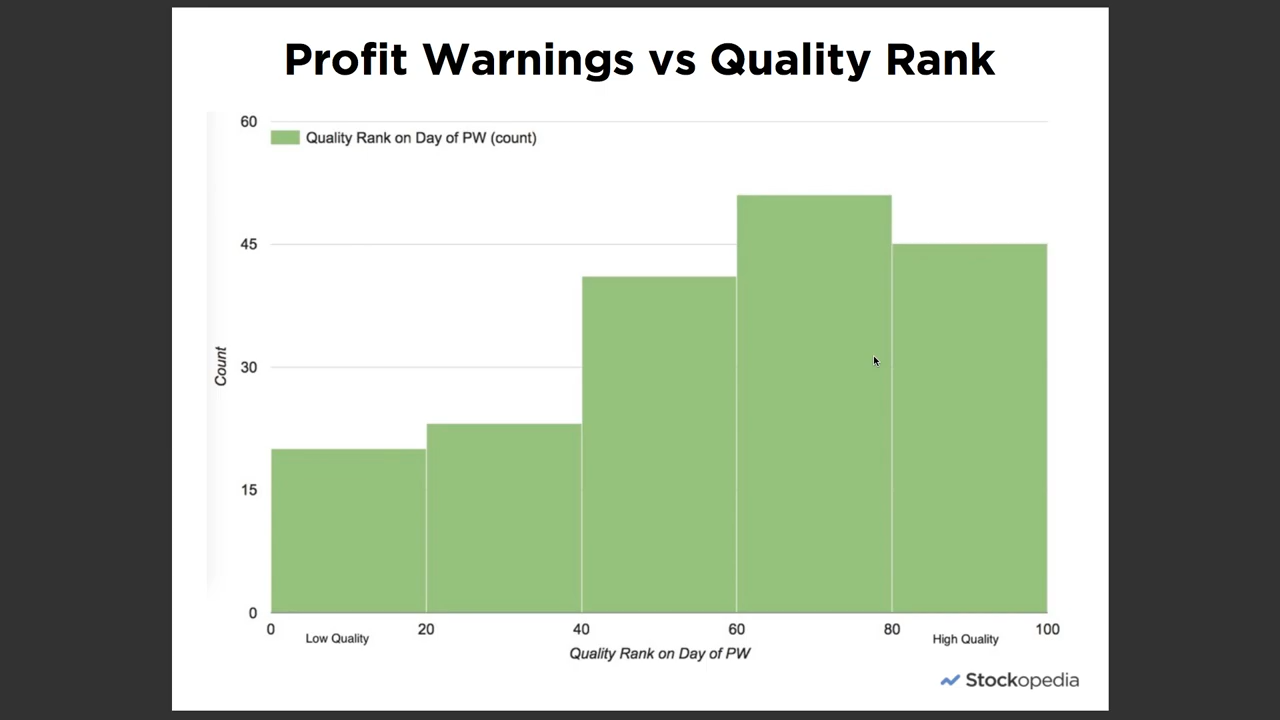 Profit Warnings vs Quality Rank
60
Quality Rank on Day of PW (count)
45
30
15
0
Count
0 20 40 60 80 100
Low Quality High Quality
Quality Rank on Day of PW
Stockopedia